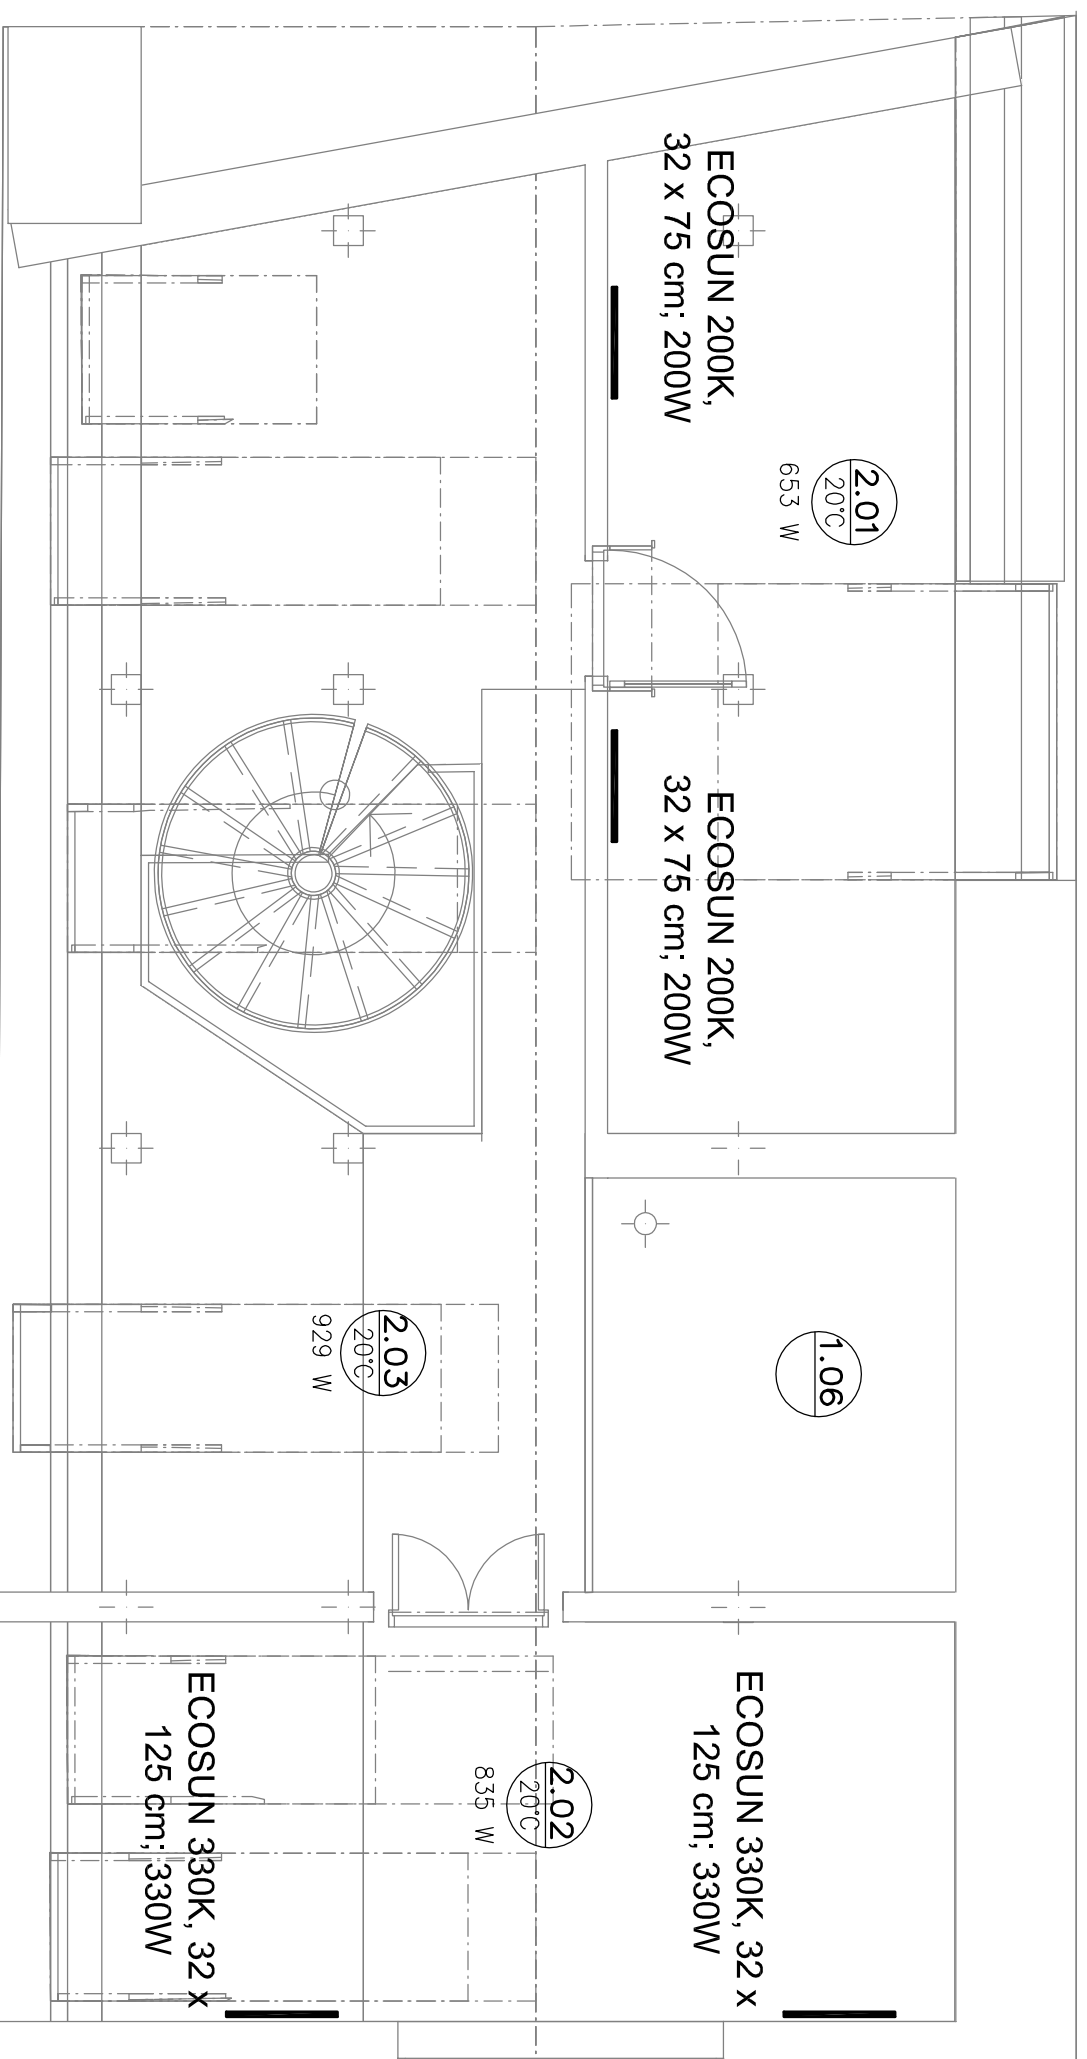 ECOSUN 200K,
32 x 75 cm; 200W
2.01
20°C
653 W
ECOSUN 200K,
32 x 75 cm; 200W
1.06
2.03
20°C
929 W
ECOSUN 330K, 32 x
125 cm; 330W
2.02
20°C
835 W
ECOSUN 330K, 32 x
125 cm; 330W